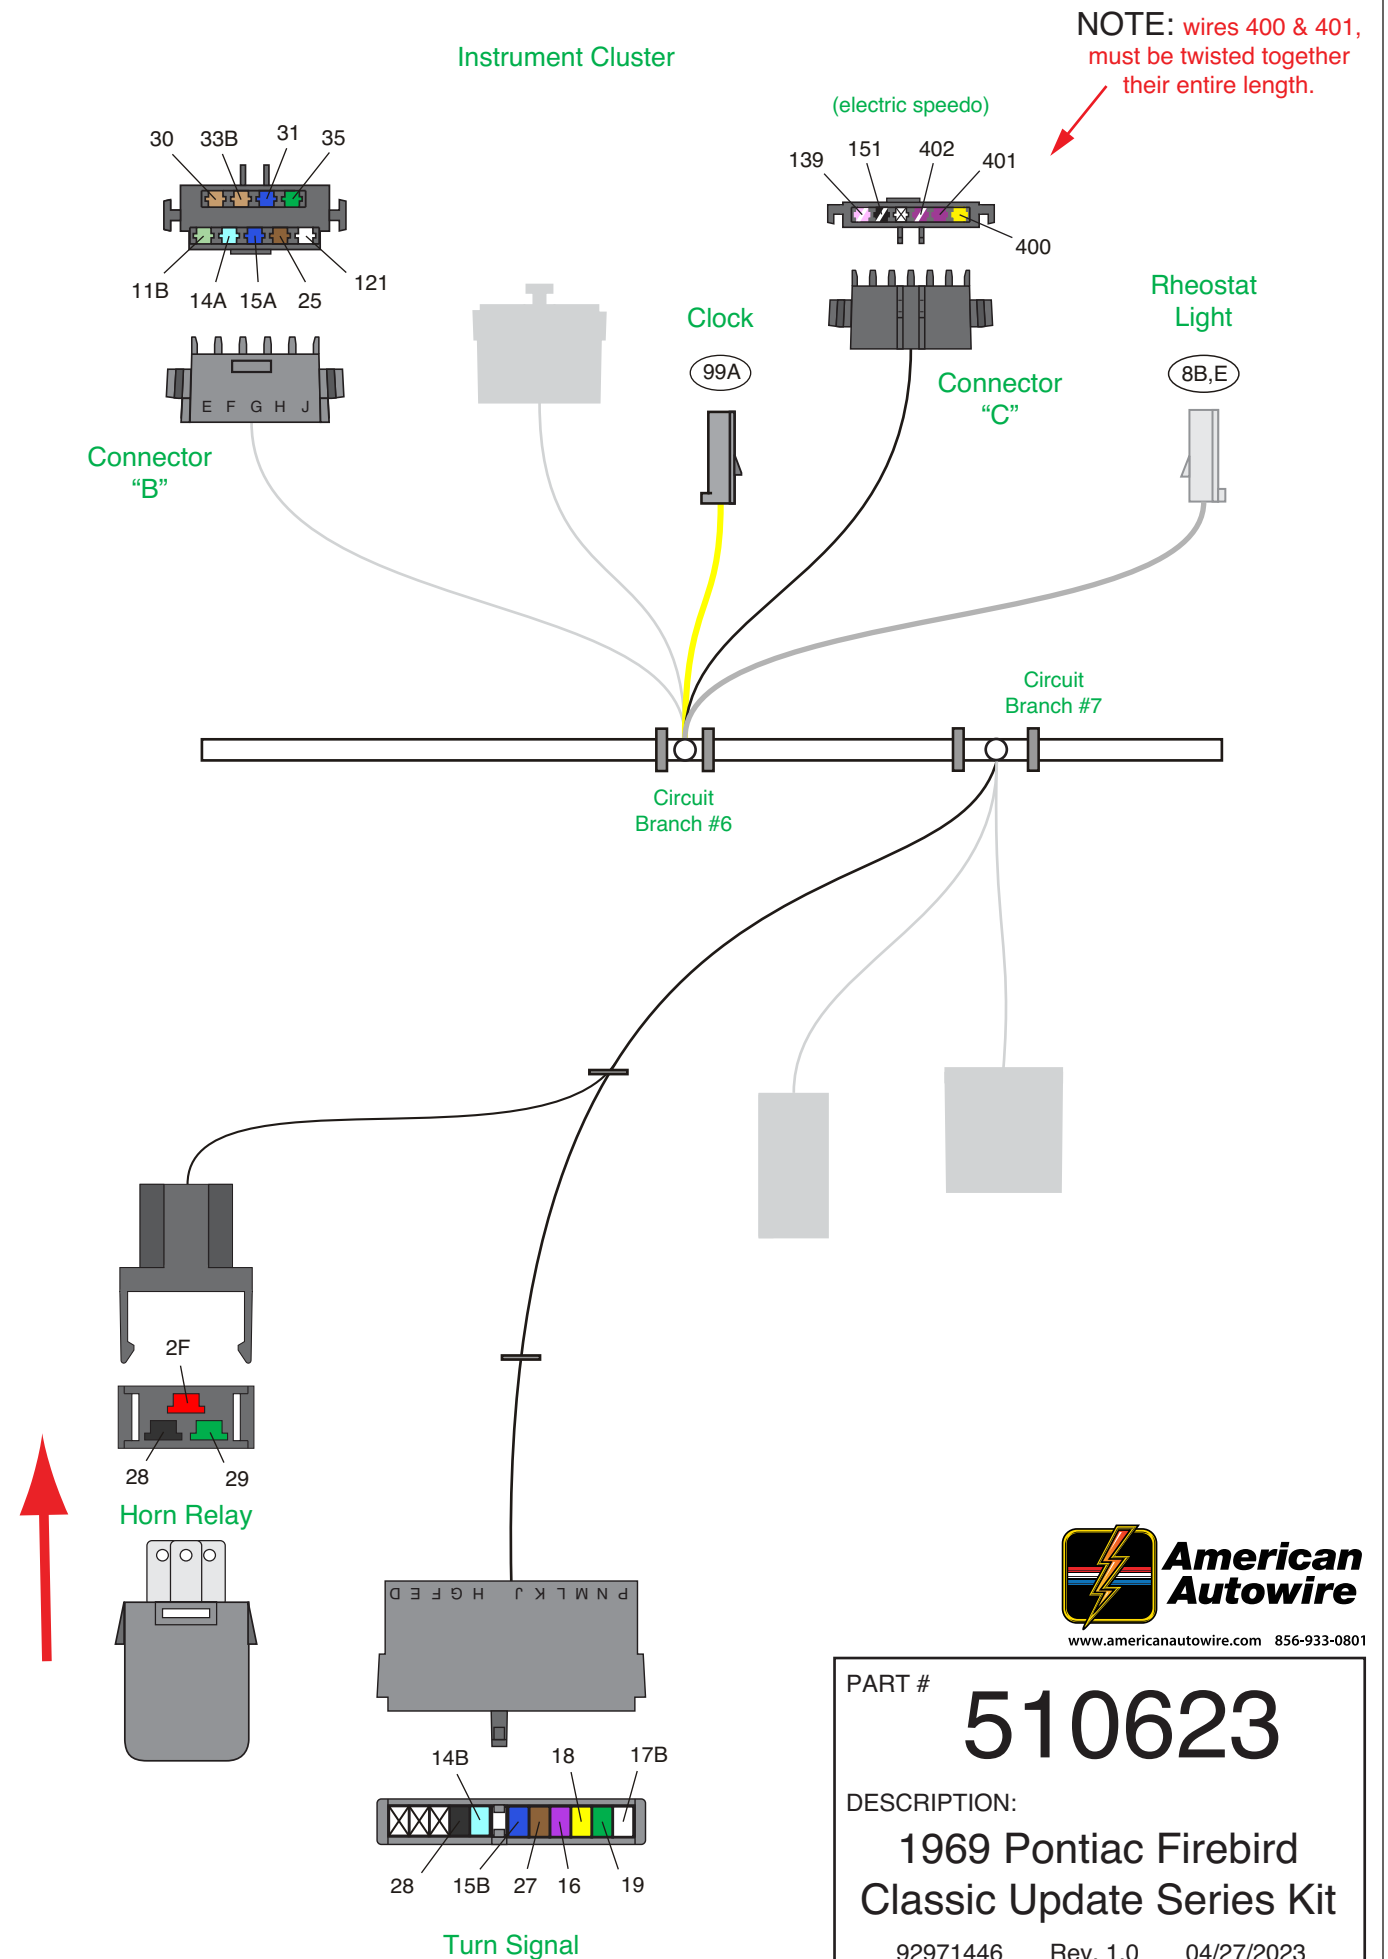 Instrument Cluster
NOTE: wires 400 & 401,
must be twisted together
their entire length.
(electric speedo)
30 33B 31 35
139 151 402 401
400
11B 14A 15A 25 121
Clock
99A
Rheostat
Light
8B,E
E F G H J
Connector
"B"
Connector
"C"
Circuit
Branch #7
Circuit
Branch #6
2F
28 29
Horn Relay
D E F G H J K L M N P
14B 18 17B
28 15B 27 16 19
Turn Signal
American
Autowire
www.americanautowire.com 856-933-0801
PART # 510623
DESCRIPTION:
1969 Pontiac Firebird
Classic Update Series Kit
92971446 Rev. 1.0 04/27/2023